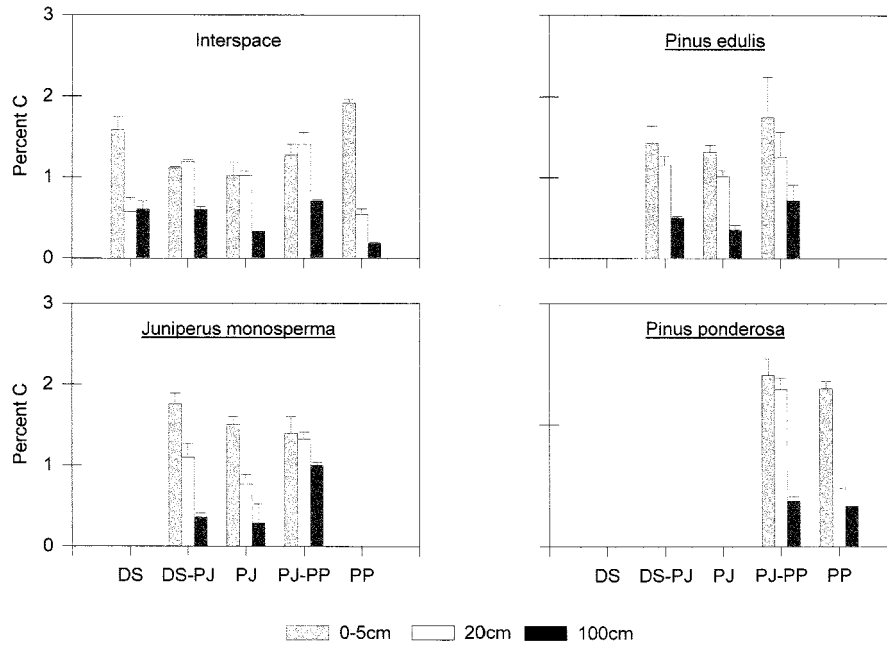 3
2
1
0
Percent C
Interspace
Pinus edulis
3
2
1
0
Percent C
Juniperus monosperma
Pinus ponderosa
DS DS-PJ PJ PJ-PP PP
DS DS-PJ PJ PJ-PP PP
0-5cm 20cm 100cm